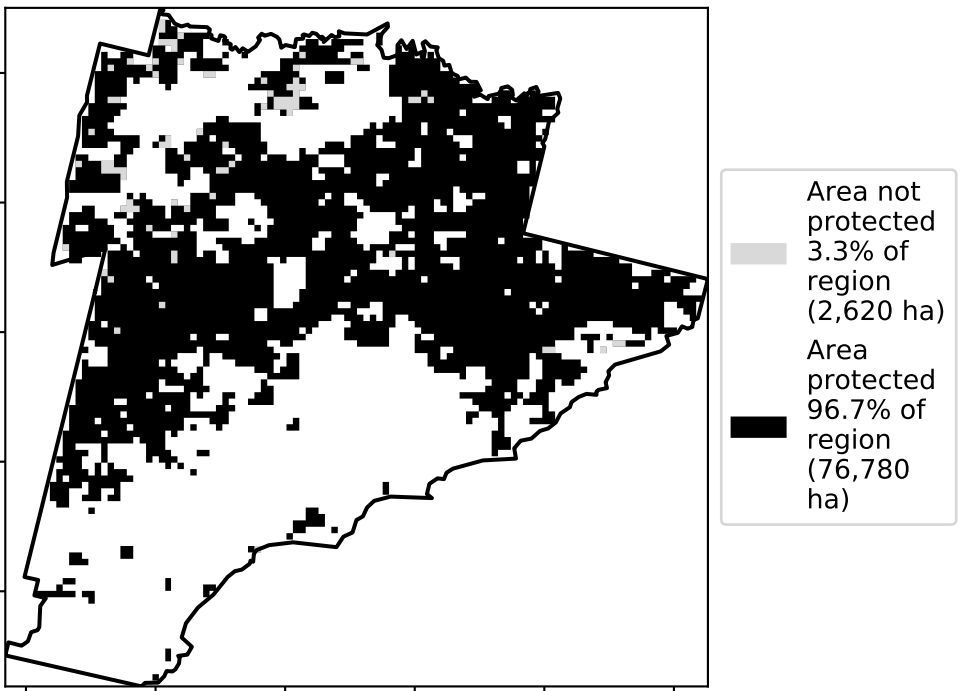 Area not
protected
3.3% of
region
(2,620 ha)
Area
protected
96.7% of
region
(76,780
ha)